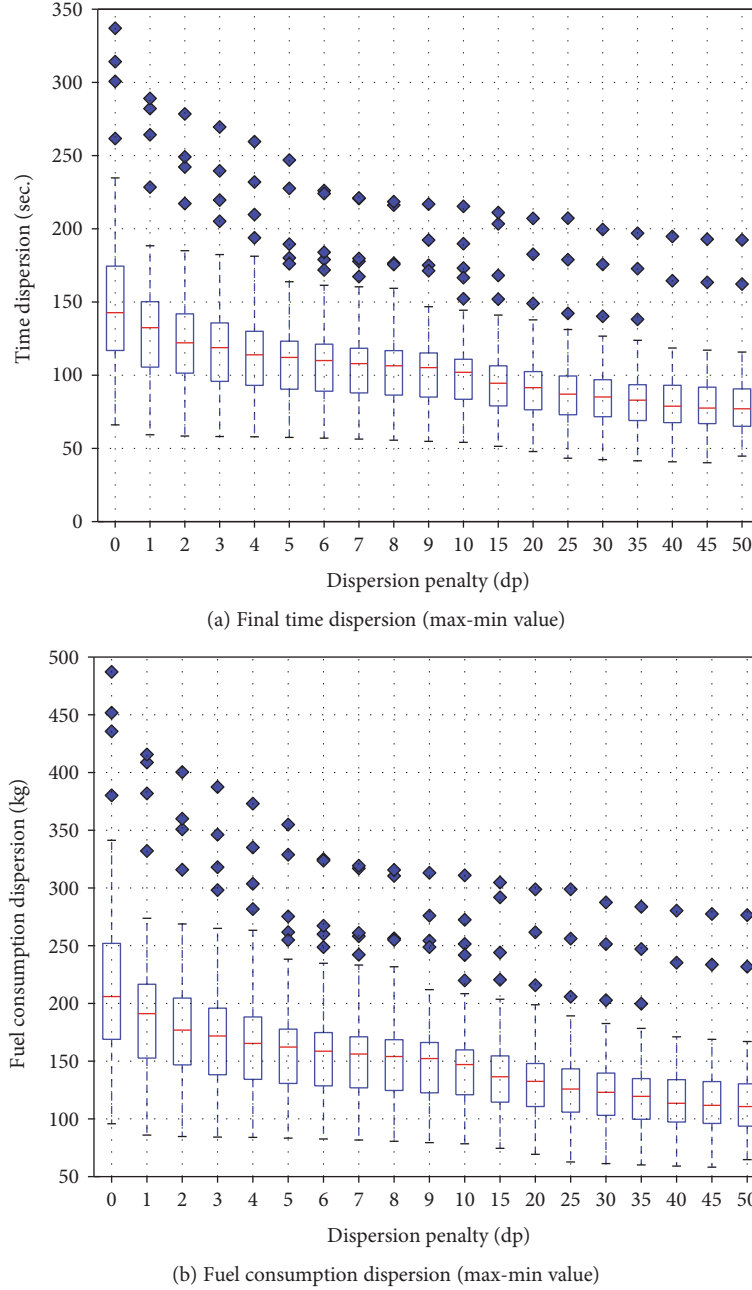 350
300
250
200
150
100
50
0
Time dispersion (sec.)
0 1 2 3 4 5 6 7 8 9 10 15 20 25 30 35 40 45 50
Dispersion penalty (dp)
(a) Final time dispersion (max-min value)
500
450
400
350
300
250
200
150
100
50
Fuel consumption dispersion (kg)
0 1 2 3 4 5 6 7 8 9 10 15 20 25 30 35 40 45 50
Dispersion penalty (dp)
(b) Fuel consumption dispersion (max-min value)